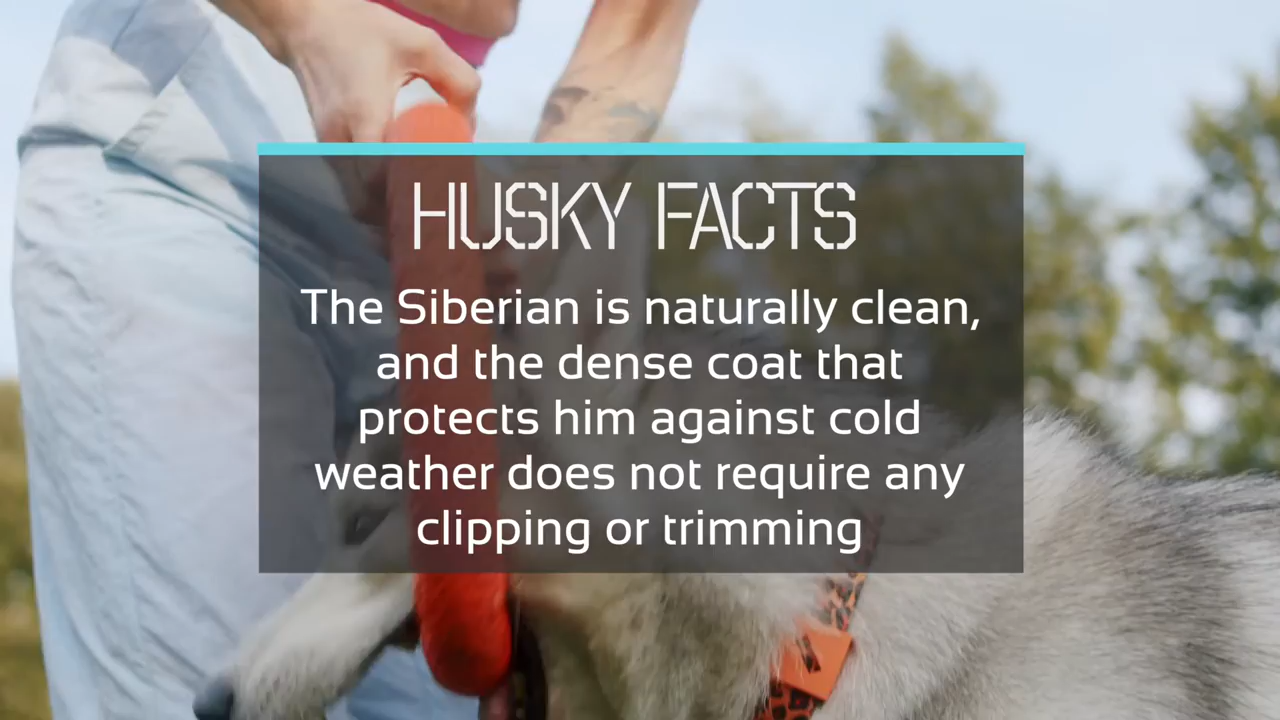 HUSKY FACTS
The Siberian is naturally clean,
and the dense coat that
protects him against cold
weather does not require any
clipping or trimming